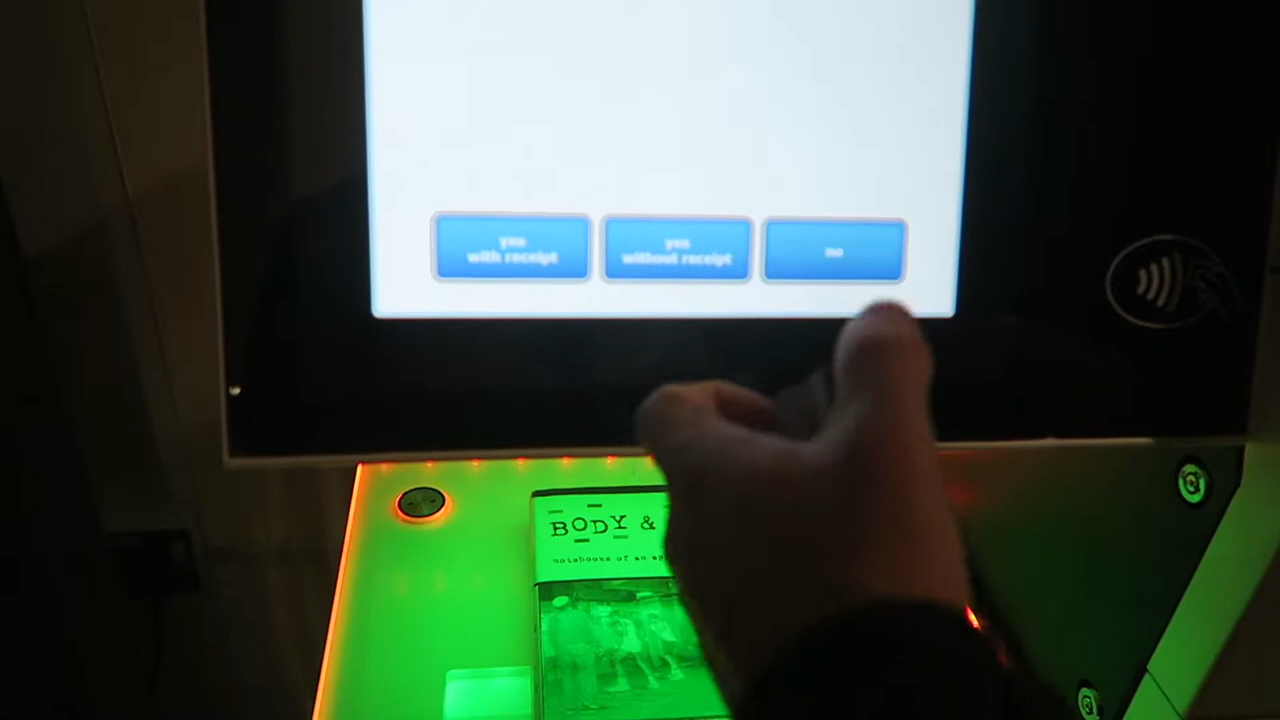 yes
with receipt
yes
without receipt
no
BODY &
notebooks of an